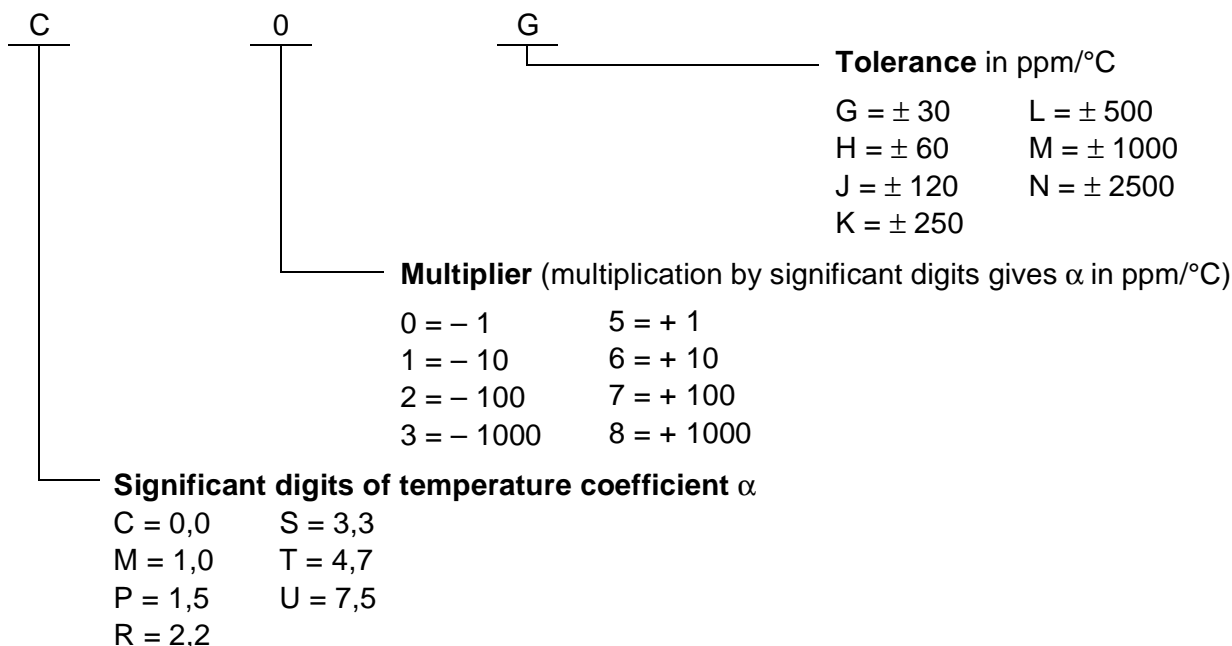 C 0 G
Tolerance in ppm/°C
G = ± 30 L = ± 500
H = ± 60 M = ± 1000
J = ± 120 N = ± 2500
K = ± 250
Multiplier (multiplication by significant digits gives α in ppm/°C)
0 = – 1 5 = + 1
1 = – 10 6 = + 10
2 = – 100 7 = + 100
3 = – 1000 8 = + 1000
Significant digits of temperature coefficient α
C = 0,0 S = 3,3
M = 1,0 T = 4,7
P = 1,5 U = 7,5
R = 2,2